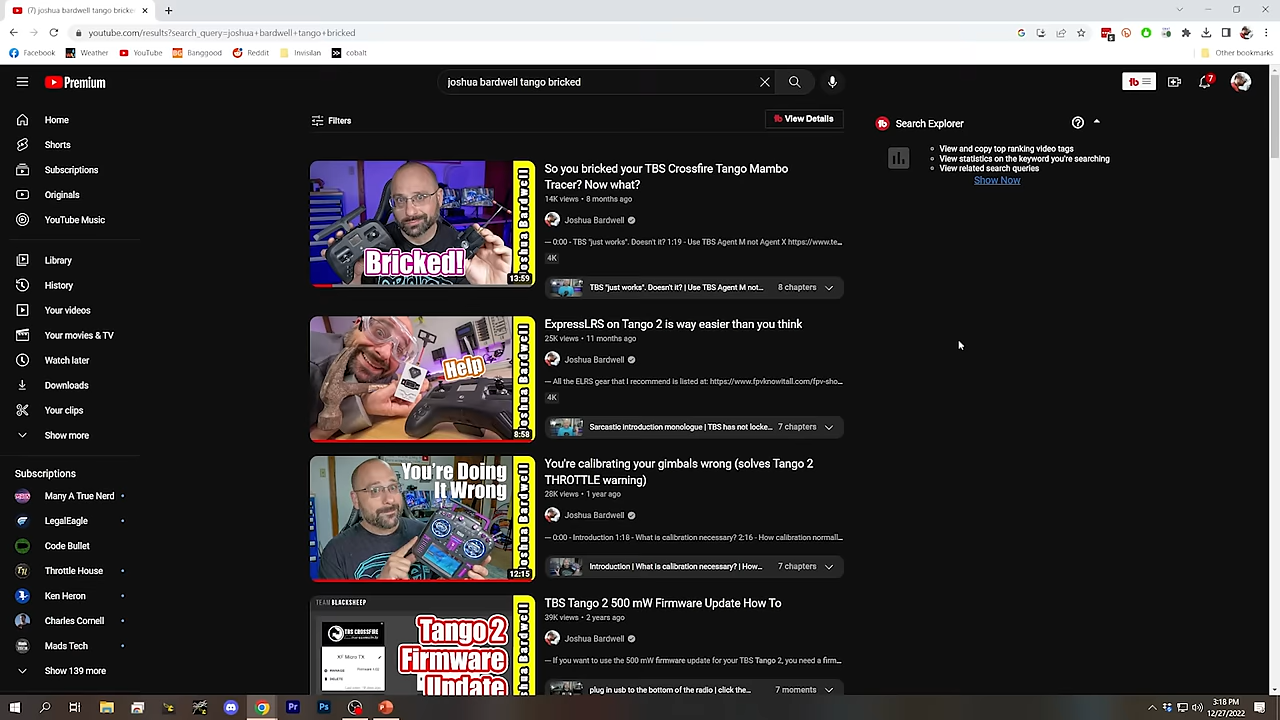 (7) joshua bardwell tango bricke
youtube.com/results?search_query=joshua+bardwell+tango+bricked
Facebook
Weather
YouTube
Banggood
Reddit
Invisilan
cobalt
Other bookmarks
Premium
joshua bardwell tango bricked
7
Home
Shorts
Subscriptions
Originals
YouTube Music
Library
History
Your videos
Your movies & TV
Watch later
Downloads
Your clips
Show more
Subscriptions
Many A True Nerd
LegalEagle
Code Bullet
Throttle House
Ken Heron
Charles Cornell
Mads Tech
Show 139 more
Filters
View Details
Bricked!
Joshua Bardwell
13:59
So you bricked your TBS Crossfire Tango Mambo
Tracer? Now what?
14K views • 8 months ago
Joshua Bardwell
— 0:00 - TBS "just works". Doesn't it? 1:19 - Use TBS Agent M not Agent X https://www.te...
4K
TBS "just works". Doesn't it? | Use TBS Agent M not...
8 chapters
Help
Joshua Bardwell
8:58
ExpressLRS on Tango 2 is way easier than you think
25K views • 11 months ago
Joshua Bardwell
— All the ELRS gear that I recommend is listed at: https://www.fpvknowitall.com/fpv-sho...
4K
Sarcastic introduction monologue | TBS has not locke...
7 chapters
You're Doing
It Wrong
Joshua Bardwell
12:15
You're calibrating your gimbals wrong (solves Tango 2
THROTTLE warning)
28K views • 1 year ago
Joshua Bardwell
— 0:00 - Introduction 1:18 - What is calibration necessary? 2:16 - How calibration normall...
Introduction | What is calibration necessary? | How...
7 chapters
TEAM BLACKSHEEP
TBS CROSSFIRE
XF Micro TX
MANAGE
DELETE
Tango 2
Firmware
Update
oshua Bardwell
TBS Tango 2 500 mW Firmware Update How To
39K views • 2 years ago
Joshua Bardwell
— If you want to use the 500 mW firmware update for your TBS Tango 2, you need a firm...
plug in usb to the bottom of the radio | click the...
7 moments
Search Explorer
View and copy top ranking video tags
View statistics on the keyword you're searching
View related search queries
Show Now
3:18 PM
12/27/2022